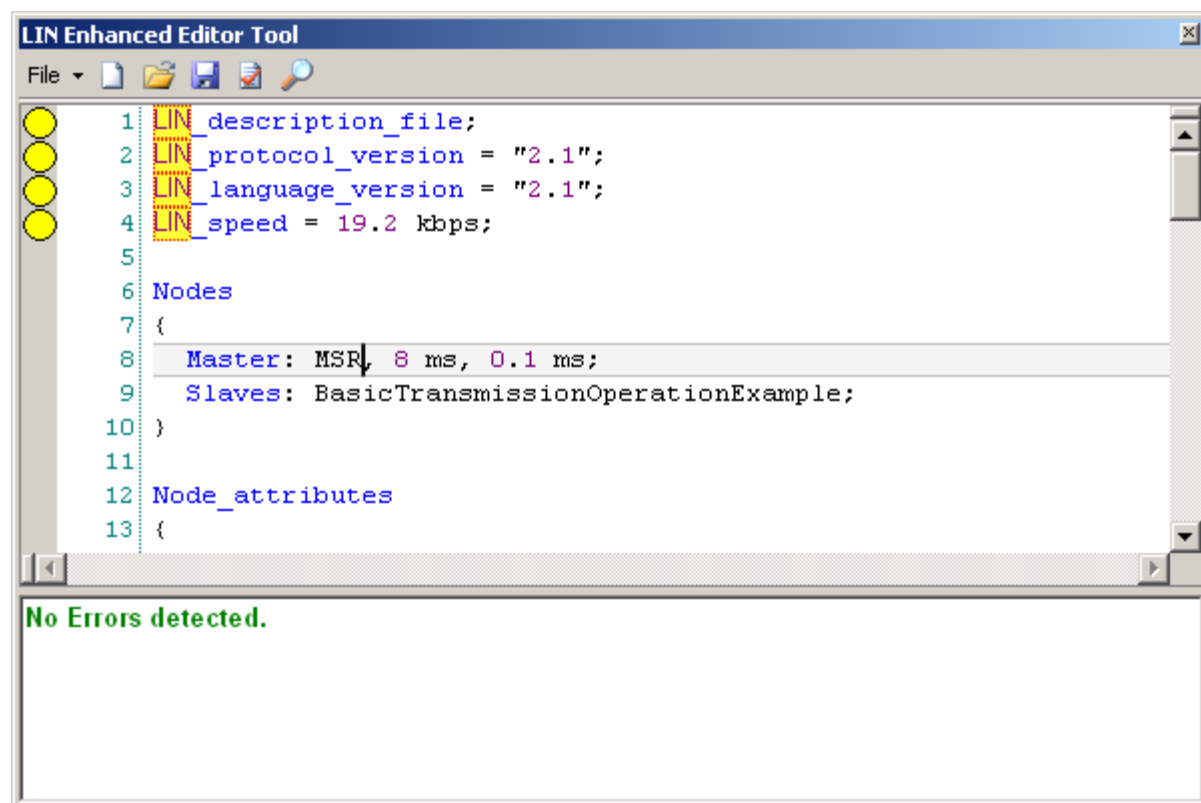 LIN Enhanced Editor Tool
File
1 LIN_description_file;
2 LIN_protocol_version = "2.1";
3 LIN_language_version = "2.1";
4 LIN_speed = 19.2 kbps;
5
6 Nodes
7 {
8 Master: MSR, 8 ms, 0.1 ms;
9 Slaves: BasicTransmissionOperationExample;
10 }
11
12 Node_attributes
13 {
No Errors detected.